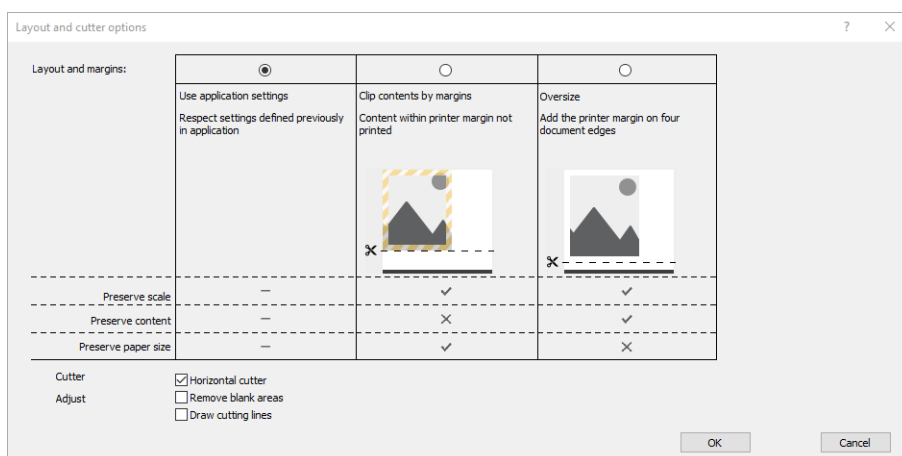 Layout and cutter options
Layout and margins:
Use application settings
Respect settings defined previously
in application
Clip contents by margins
Content within printer margin not
printed
Oversize
Add the printer margin on four
document edges
Preserve scale
Preserve content
Preserve paper size
Cutter
Horizontal cutter
Adjust
Remove blank areas
Draw cutting lines
OK
Cancel